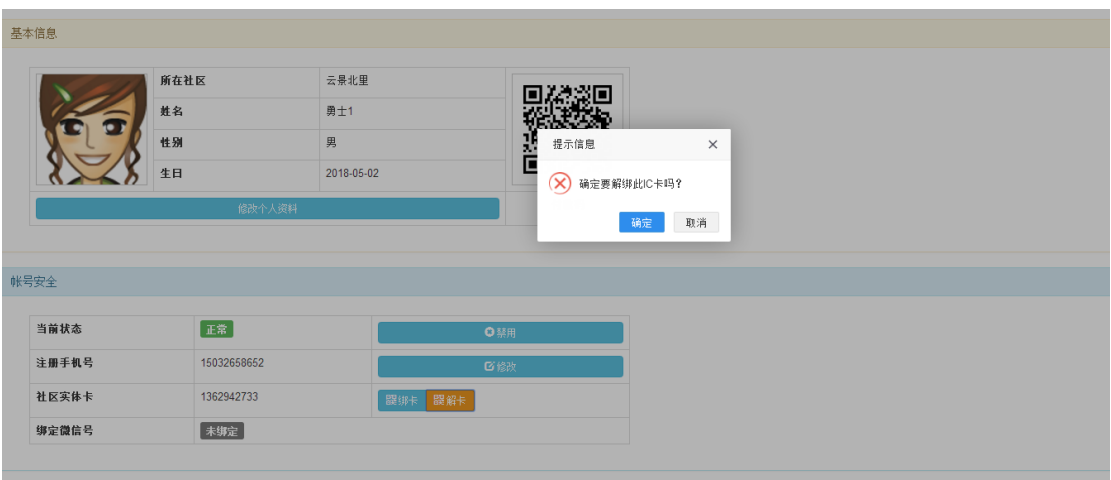 基本信息
所在社区 云景北里
姓名 勇士1
性别 男
生日 2018-05-02
修改个人资料
提示信息
确定要解绑此IC卡吗?
确定 取消
帐号安全
当前状态 正常 禁用
注册手机号 15032658652 修改
社区实体卡 1362942733 绑卡 解卡
绑定微信号 未绑定